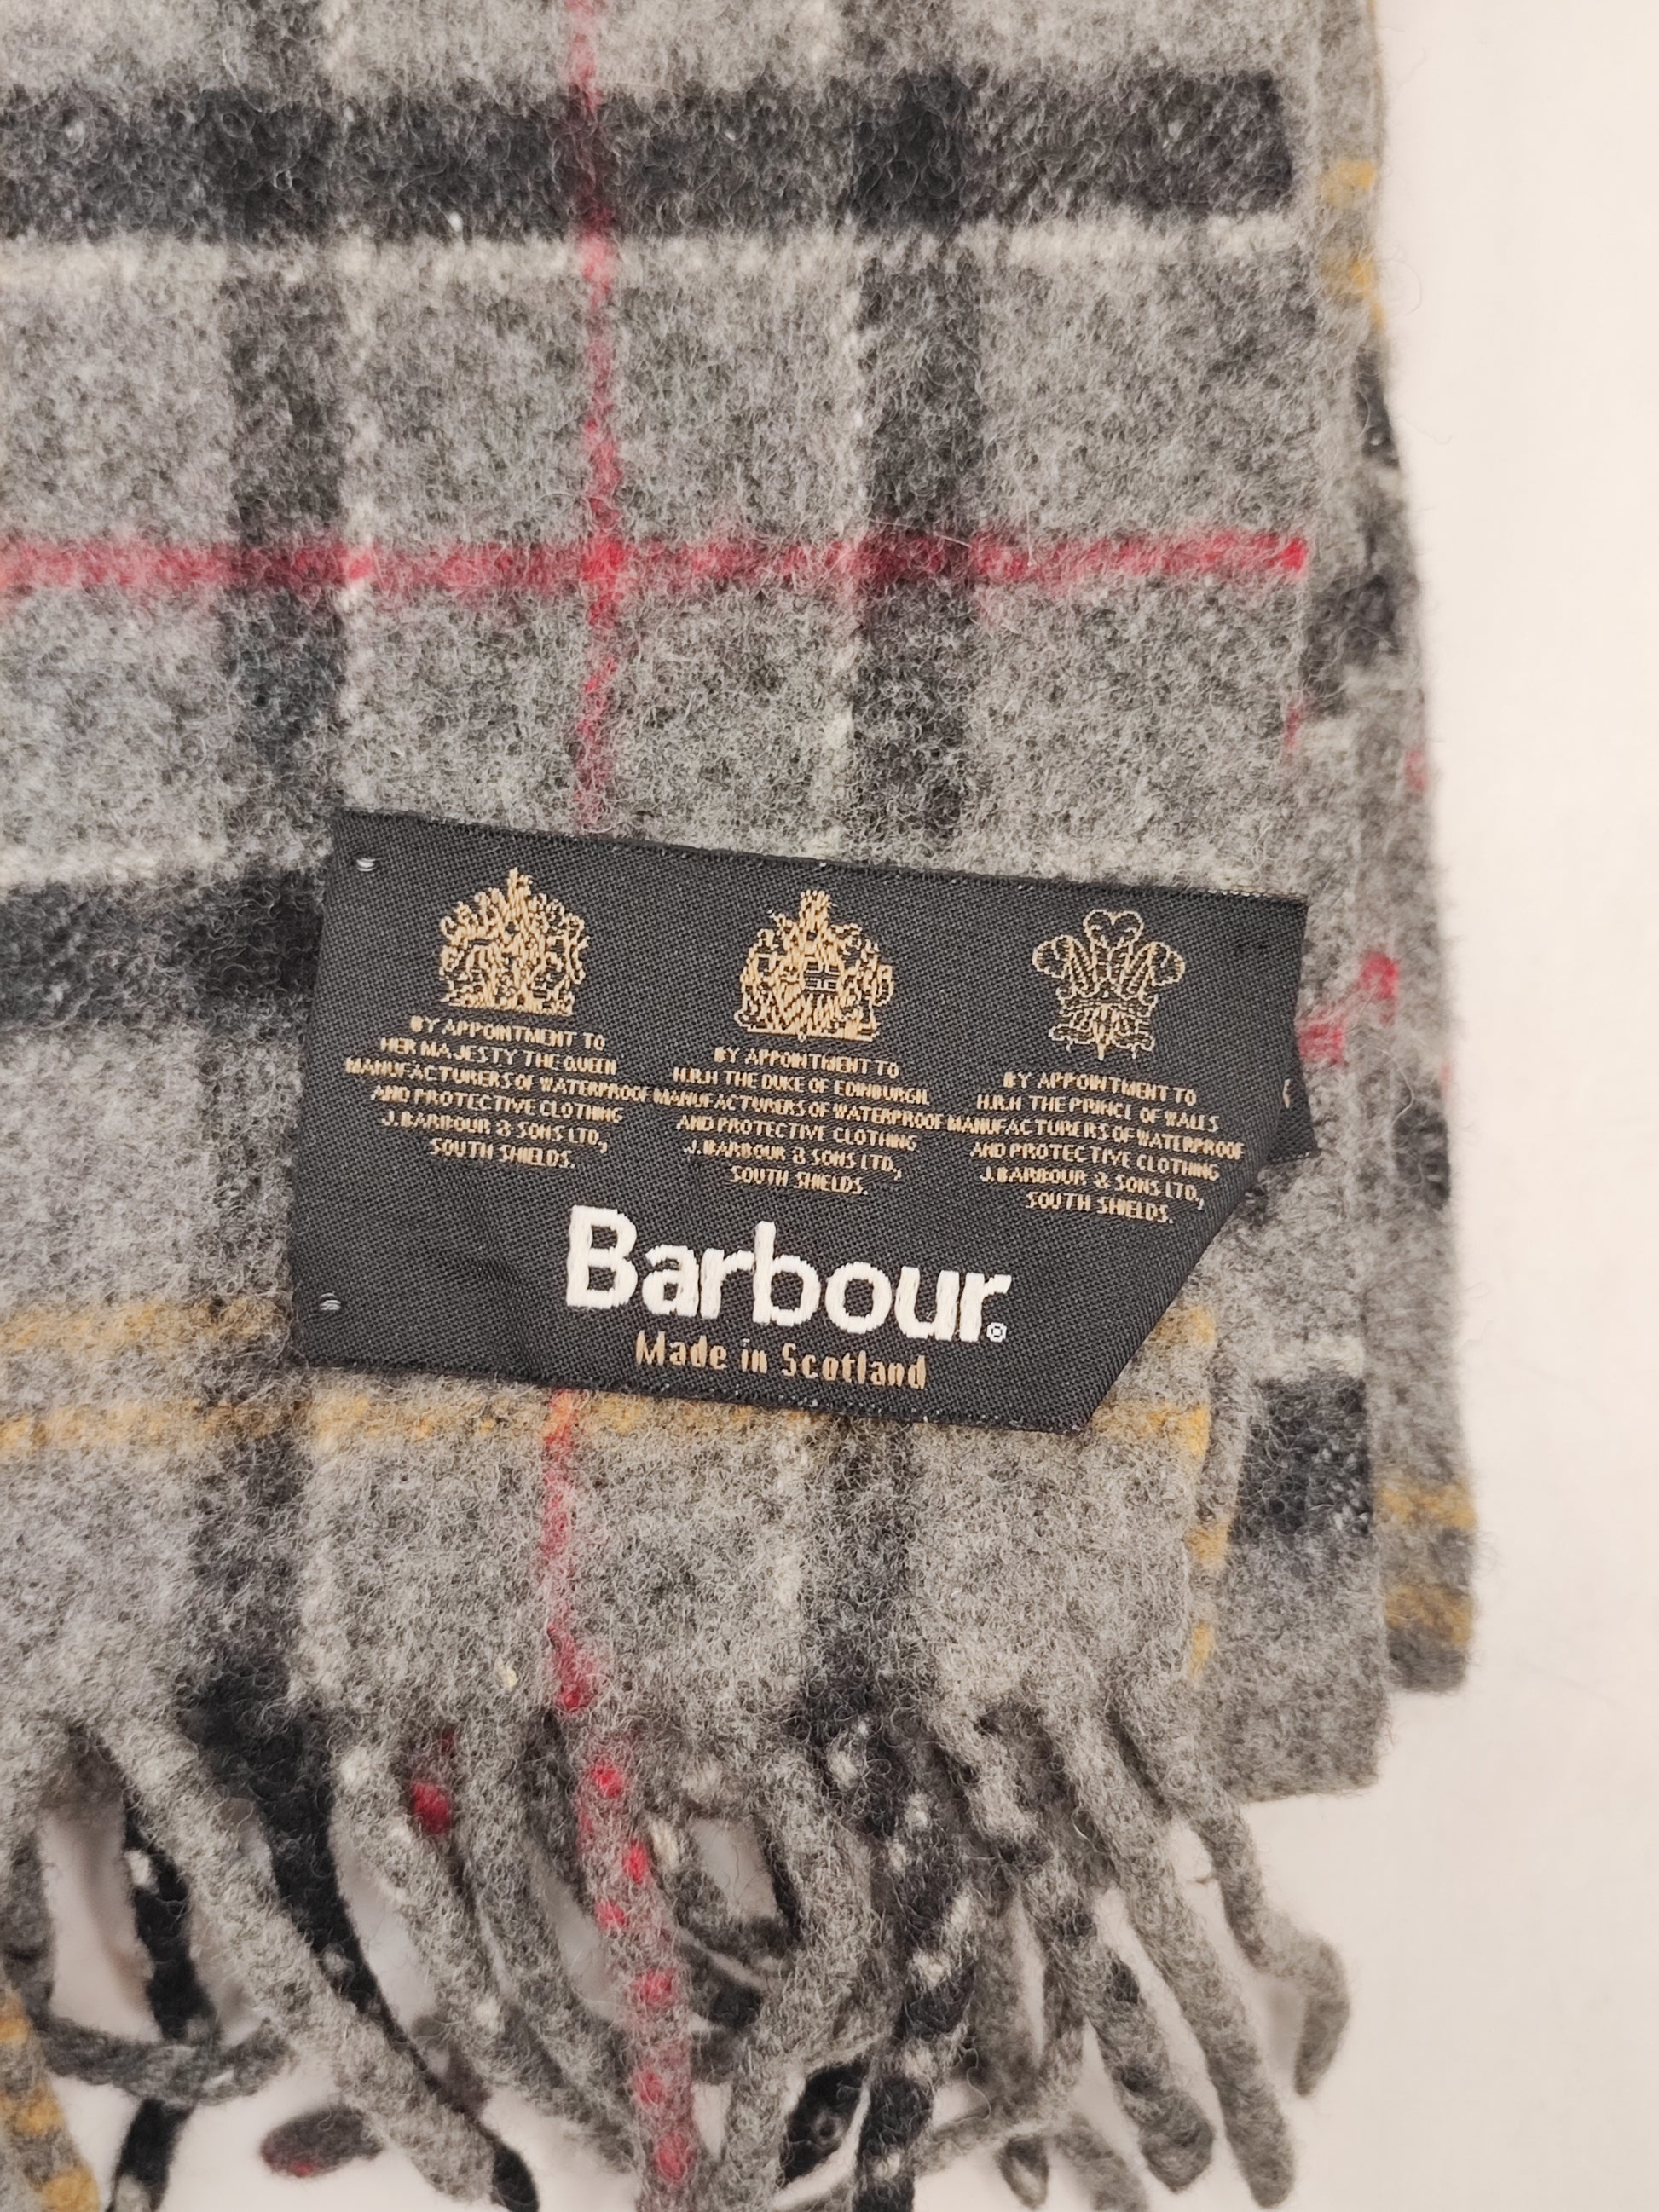 BY APPOINTMENT TO
HER MAJESTY THE QUEEN
MANUFACTURERS OF WATERPROOF
AND PROTECTIVE CLOTHING
J. BARBOUR & SONS LTD,
SOUTH SHIELDS.
BY APPOINTMENT TO
H.R.H THE DUKE OF EDINBURGH
MANUFACTURERS OF WATERPROOF
AND PROTECTIVE CLOTHING
J. BARBOUR & SONS LTD,
SOUTH SHIELDS.
BY APPOINTMENT TO
H.R.H THE PRINCE OF WALES
MANUFACTURERS OF WATERPROOF
AND PROTECTIVE CLOTHING
J. BARBOUR & SONS LTD,
SOUTH SHIELDS.
Barbour®
Made in Scotland